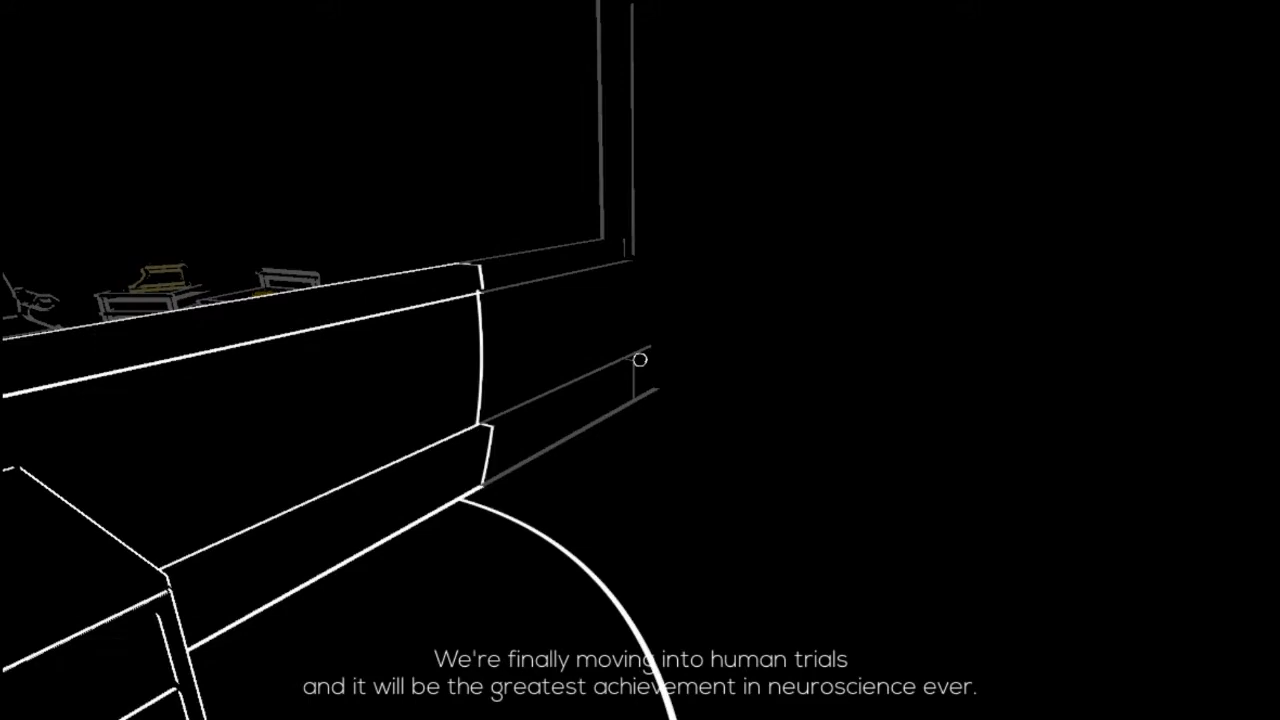 We're finally moving into human trials
and it will be the greatest achievement in neuroscience ever.